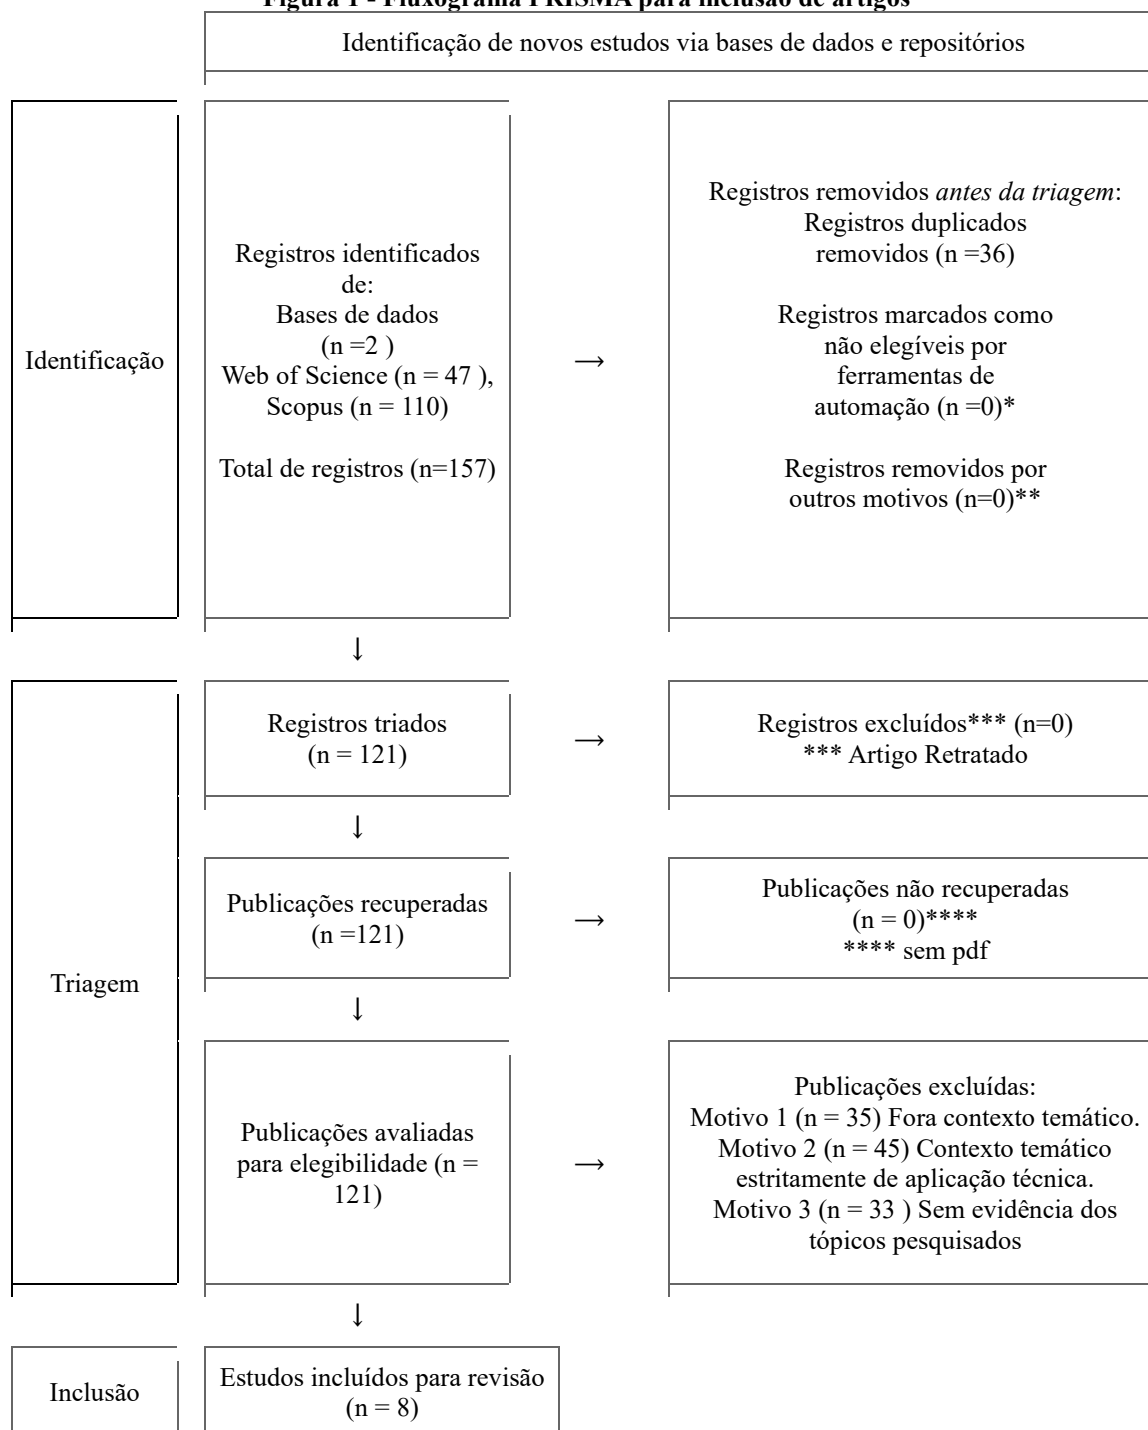 Figura 1 - Fluxograma PRISMA para inclusão de artigos
Identificação de novos estudos via bases de dados e repositórios
Identificação
Registros identificados
de:
Bases de dados
(n =2 )
Web of Science (n = 47 ),
Scopus (n = 110)
Total de registros (n=157)
→
Registros removidos antes da triagem:
Registros duplicados
removidos (n =36)
Registros marcados como
não elegíveis por
ferramentas de
automação (n =0)*
Registros removidos por
outros motivos (n=0)**
↓
Triagem
Registros triados
(n = 121)
→
Registros excluídos*** (n=0)
*** Artigo Retratado
↓
Publicações recuperadas
(n =121)
→
Publicações não recuperadas
(n = 0)****
**** sem pdf
↓
Publicações avaliadas
para elegibilidade (n =
121)
→
Publicações excluídas:
Motivo 1 (n = 35) Fora contexto temático.
Motivo 2 (n = 45) Contexto temático
estritamente de aplicação técnica.
Motivo 3 (n = 33 ) Sem evidência dos
tópicos pesquisados
↓
Inclusão
Estudos incluídos para revisão
(n = 8)